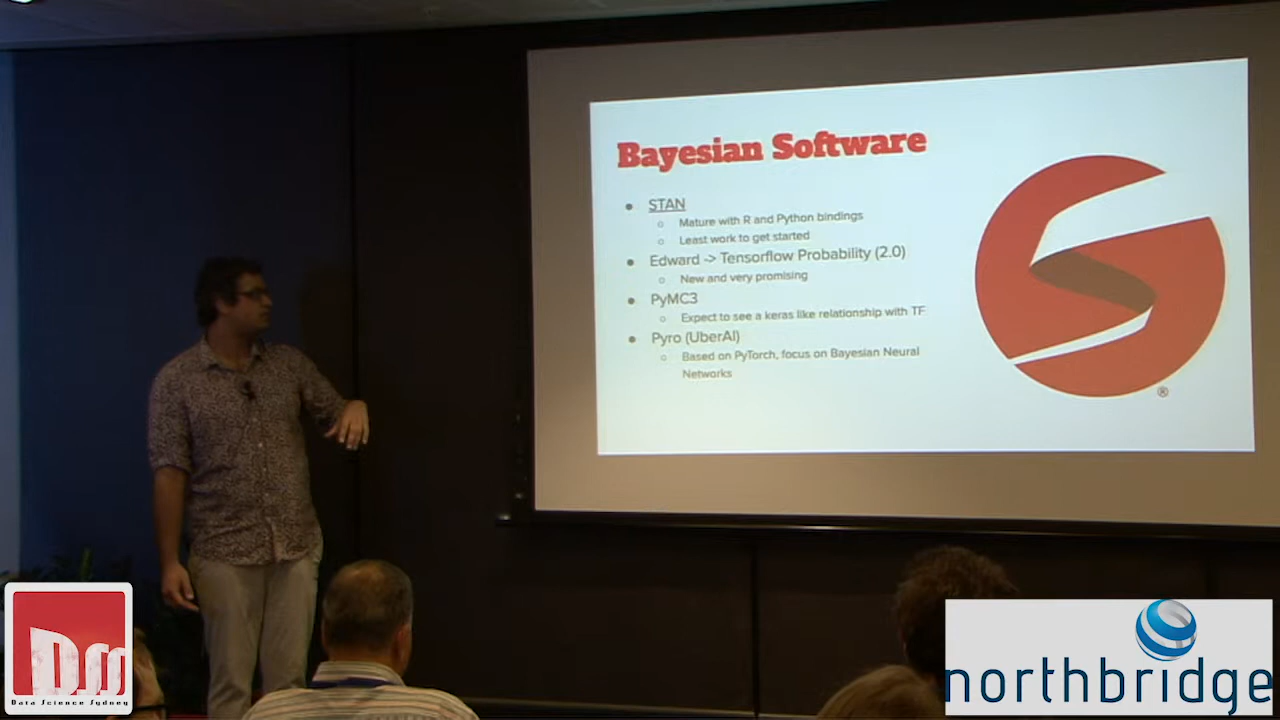 Bayesian Software
● STAN
○ Mature with R and Python bindings
○ Least work to get started
● Edward -> Tensorflow Probability (2.0)
○ New and very promising
● PyMC3
○ Expect to see a keras like relationship with TF
● Pyro (UberAI)
○ Based on PyTorch, focus on Bayesian Neural
Networks
®
Data Science Sydney
northbridge